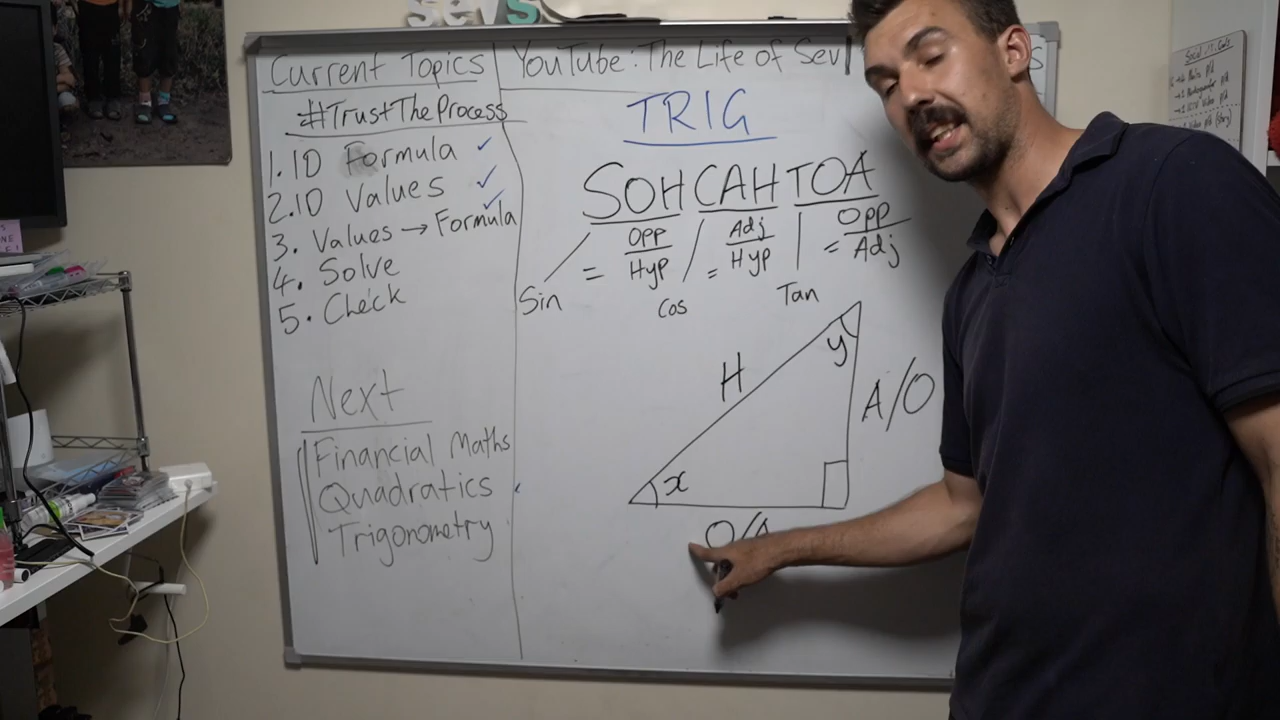 sevs
Current Topics
#TrustTheProcess
1. ID Formula ✓
2. ID Values ✓
3. Values → Formula ✓
4. Solve
5. Check
Next
Financial Maths
Quadratics
Trigonometry
YouTube: The Life of Sev
TRIG
SOH CAH TOA
Sin = Opp/Hyp
Cos = Adj/Hyp
Tan = Opp/Adj
H
y
A/O
x
O/A